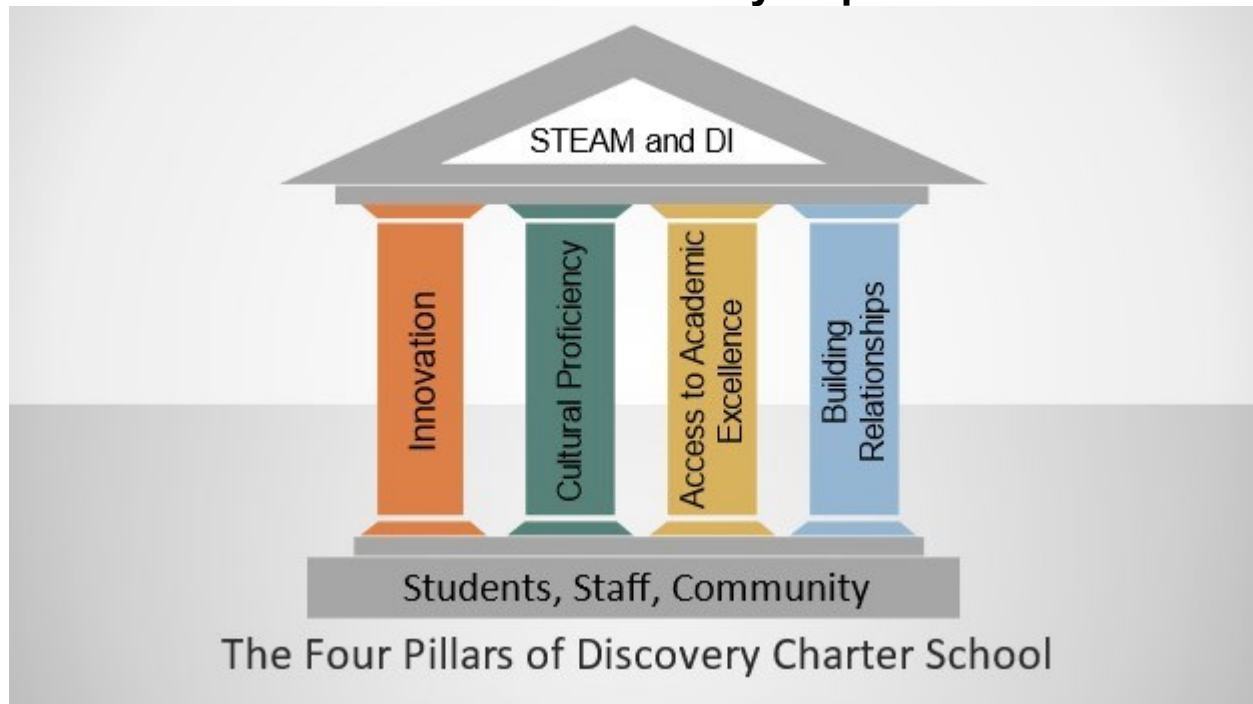 STEAM and DI
Innovation
Cultural Proficiency
Access to Academic
Excellence
Building
Relationships
Students, Staff, Community
The Four Pillars of Discovery Charter School